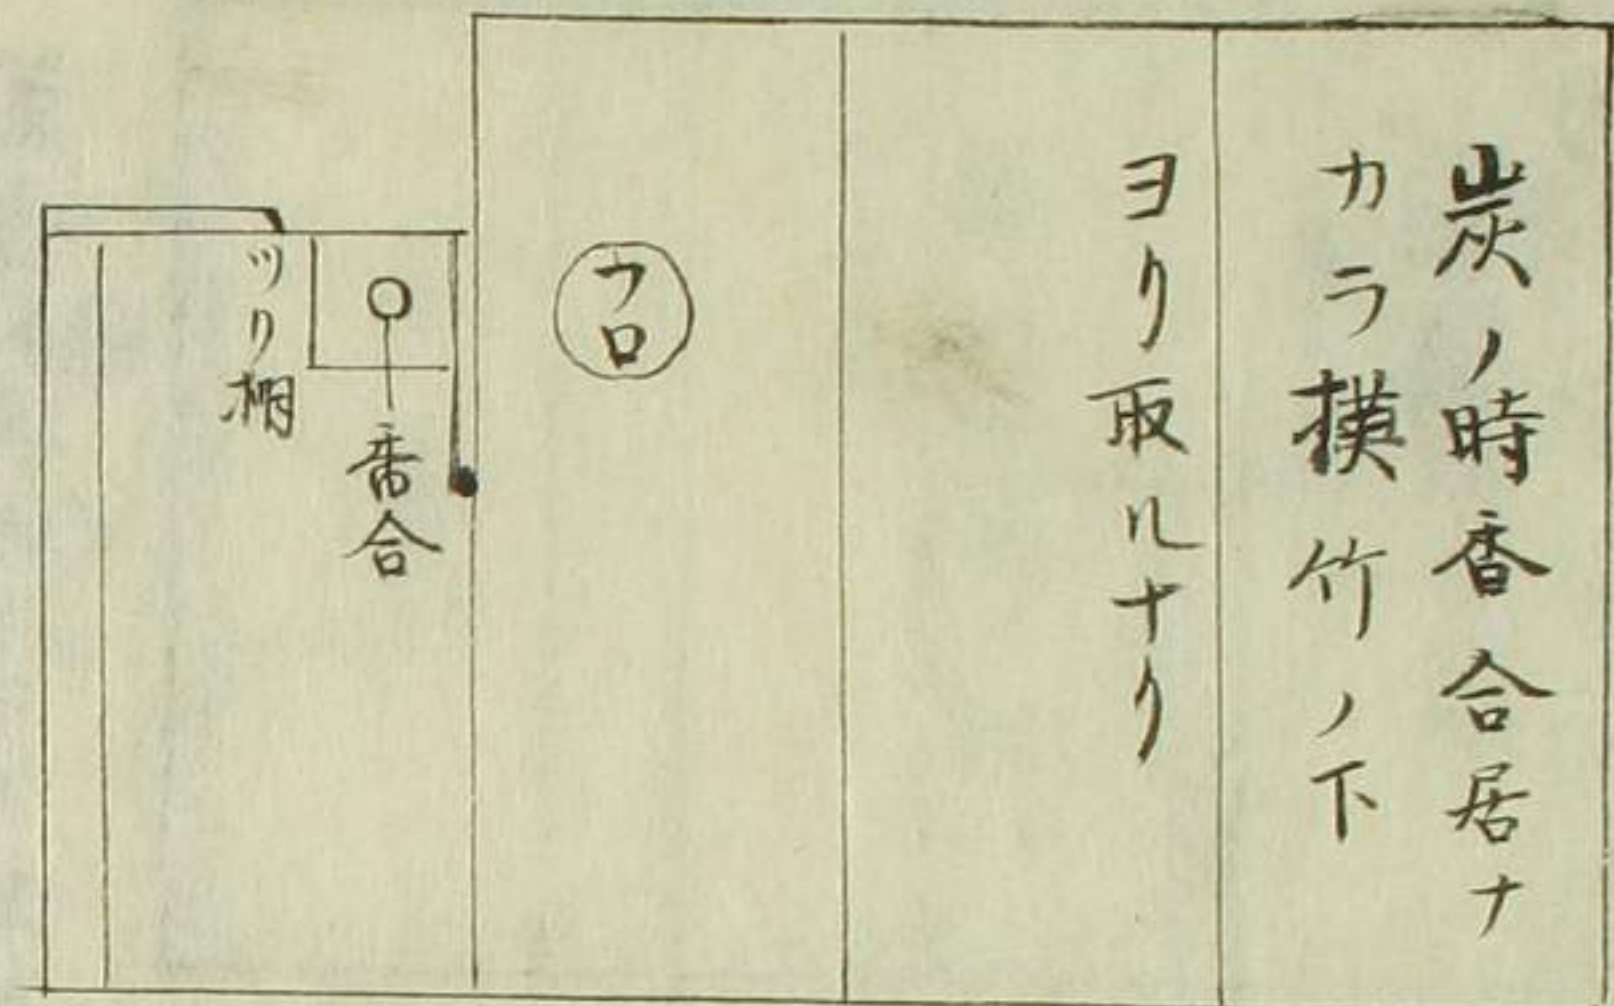 炭ノ時香合居ナ
カラ横竹ノ下
ヨリ取ルナリ
フロ
香合
ツリ棚